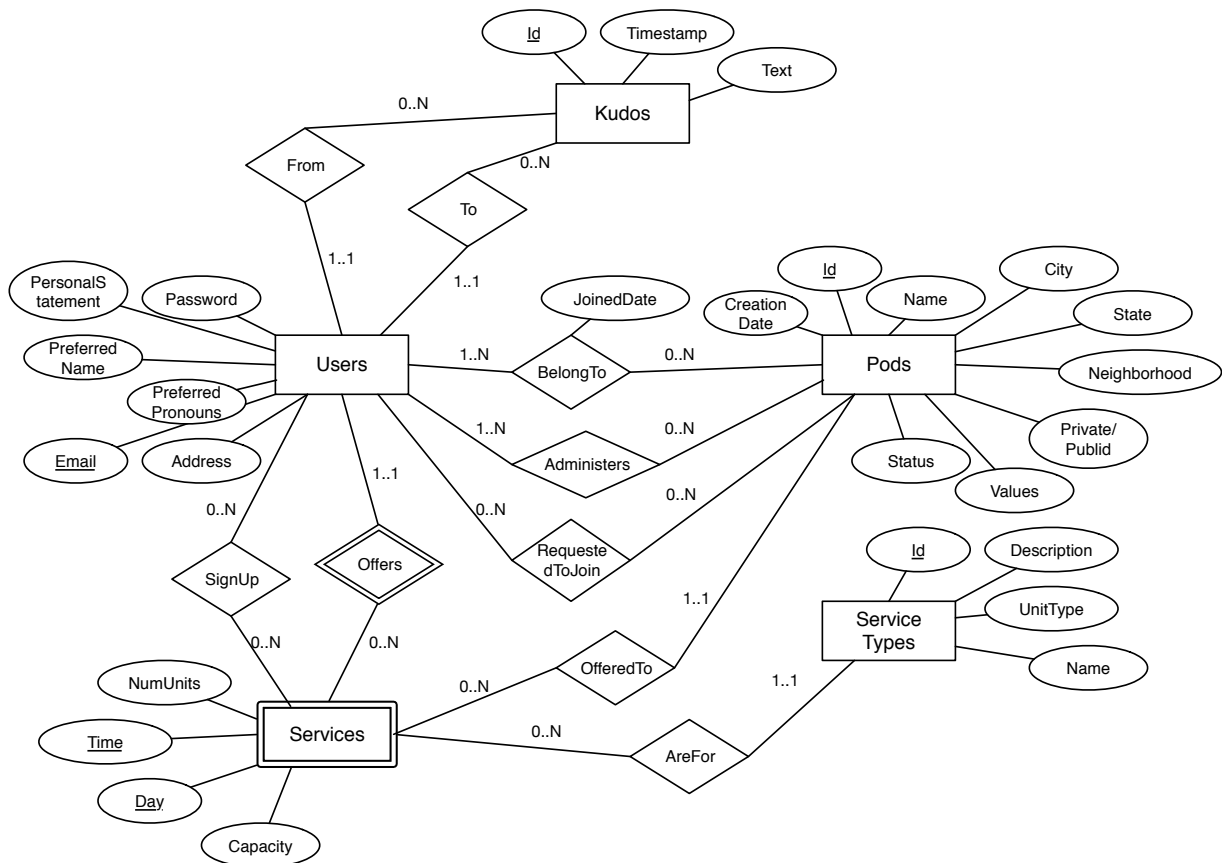 Id
Timestamp
Text
Kudos
0..N
From
0..N
To
1..1
1..1
PersonalS
tatement
Password
Preferred
Name
Preferred
Pronouns
Email
Address
Users
JoinedDate
1..N
BelongTo
0..N
Id
Name
City
Creation
Date
State
Pods
Neighborhood
Private/
Publid
Status
Values
1..N
Administers
0..N
0..N
Requeste
dToJoin
0..N
0..N
SignUp
0..N
1..1
Offers
0..N
1..1
OfferedTo
0..N
Id
Description
UnitType
Name
Service
Types
1..1
AreFor
0..N
NumUnits
Time
Day
Capacity
Services